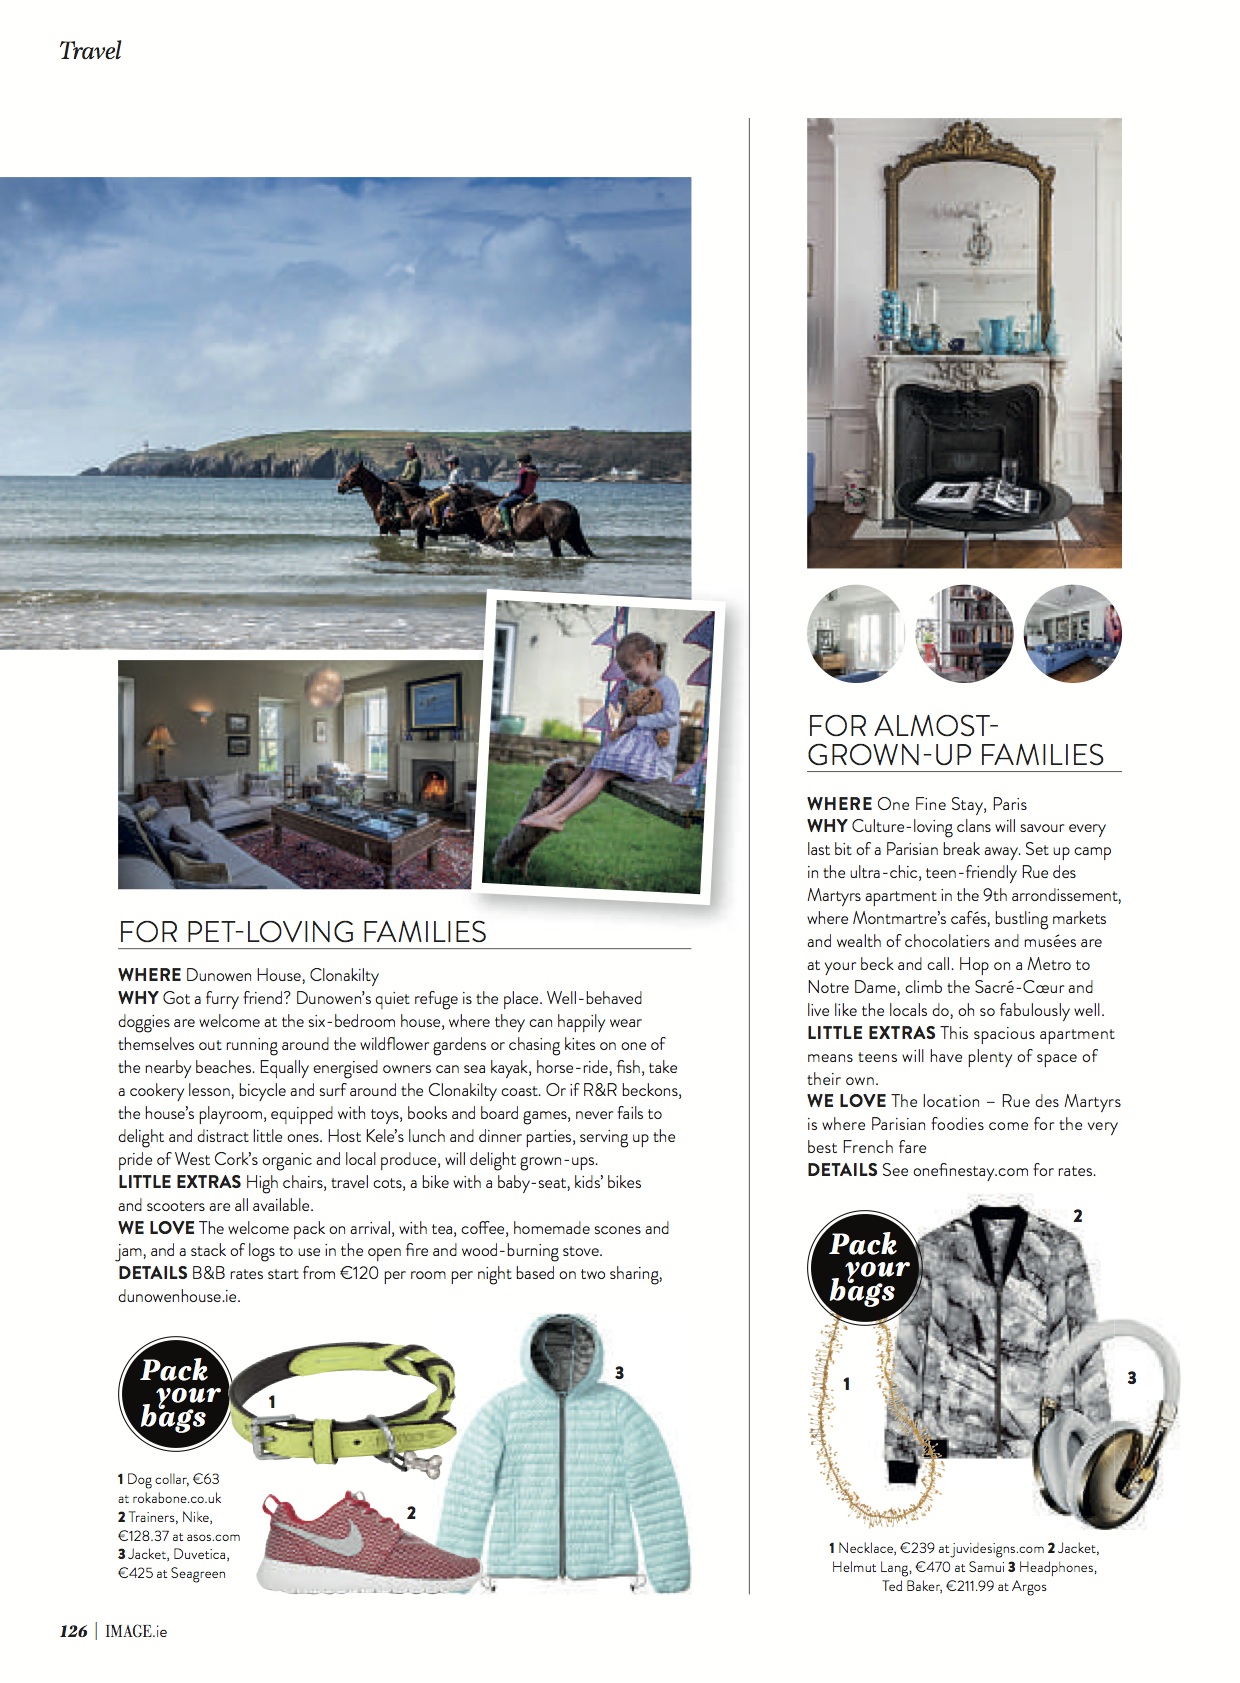 Travel
FOR PET-LOVING FAMILIES
WHERE Dunowen House, Clonakilty
WHY Got a furry friend? Dunowen's quiet refuge is the place. Well-behaved
doggies are welcome at the six-bedroom house, where they can happily wear
themselves out running around the wildflower gardens or chasing kites on one of
the nearby beaches. Equally energised owners can sea kayak, horse-ride, fish, take
a cookery lesson, bicycle and surf around the Clonakilty coast. Or if R&R beckons,
the house's playroom, equipped with toys, books and board games, never fails to
delight and distract little ones. Host Kele's lunch and dinner parties, serving up the
pride of West Cork's organic and local produce, will delight grown-ups.
LITTLE EXTRAS High chairs, travel cots, a bike with a baby-seat, kids' bikes
and scooters are all available.
WE LOVE The welcome pack on arrival, with tea, coffee, homemade scones and
jam, and a stack of logs to use in the open fire and wood-burning stove.
DETAILS B&B rates start from €120 per room per night based on two sharing,
dunowenhouse.ie.
Pack
your
bags
1
2
3
1 Dog collar, €63
at rokabone.co.uk
2 Trainers, Nike,
€128.37 at asos.com
3 Jacket, Duvetica,
€425 at Seagreen
FOR ALMOST-
GROWN-UP FAMILIES
WHERE One Fine Stay, Paris
WHY Culture-loving clans will savour every
last bit of a Parisian break away. Set up camp
in the ultra-chic, teen-friendly Rue des
Martyrs apartment in the 9th arrondissement,
where Montmartre's cafés, bustling markets
and wealth of chocolatiers and musées are
at your beck and call. Hop on a Metro to
Notre Dame, climb the Sacré-Cœur and
live like the locals do, oh so fabulously well.
LITTLE EXTRAS This spacious apartment
means teens will have plenty of space of
their own.
WE LOVE The location – Rue des Martyrs
is where Parisian foodies come for the very
best French fare
DETAILS See onefinestay.com for rates.
Pack
your
bags
2
1
3
1 Necklace, €239 at juvidesigns.com 2 Jacket,
Helmut Lang, €470 at Samui 3 Headphones,
Ted Baker, €211.99 at Argos
126 | IMAGE.ie